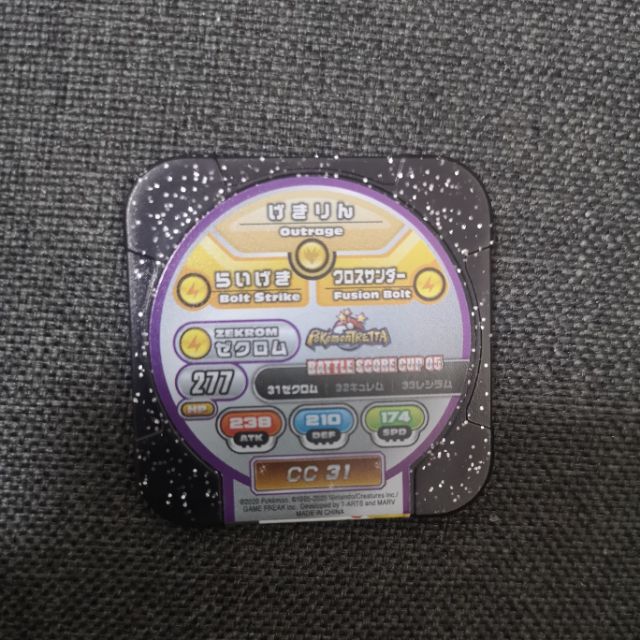 げきりん
Outrage
らいげき
Bolt Strike
クロスサンダー
Fusion Bolt
ZEKROM
ゼクロム
PokémonTRETTA
BATTLE SCORE CUP 05
277
HP
31ゼクロム 32キュレム 33レシラム
238
ATK
210
DEF
174
SPD
CC 31
©2020 Pokémon. ©1995-2020 Nintendo/Creatures Inc./
GAME FREAK inc. Developed by T-ARTS and MARV
MADE IN CHINA